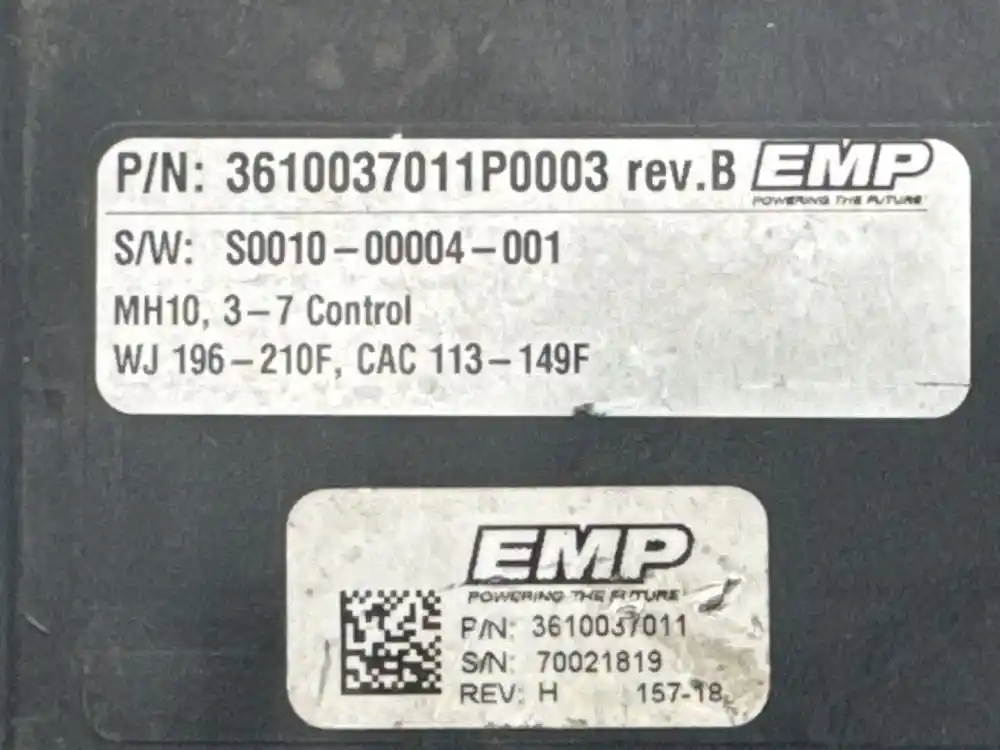 P/N: 3610037011P0003 rev.B EMP
POWERING THE FUTURE
S/W: S0010-00004-001
MH10, 3-7 Control
WJ 196-210F, CAC 113-149F
EMP
POWERING THE FUTURE
P/N: 3610037011
S/N: 70021819
REV: H 157-18